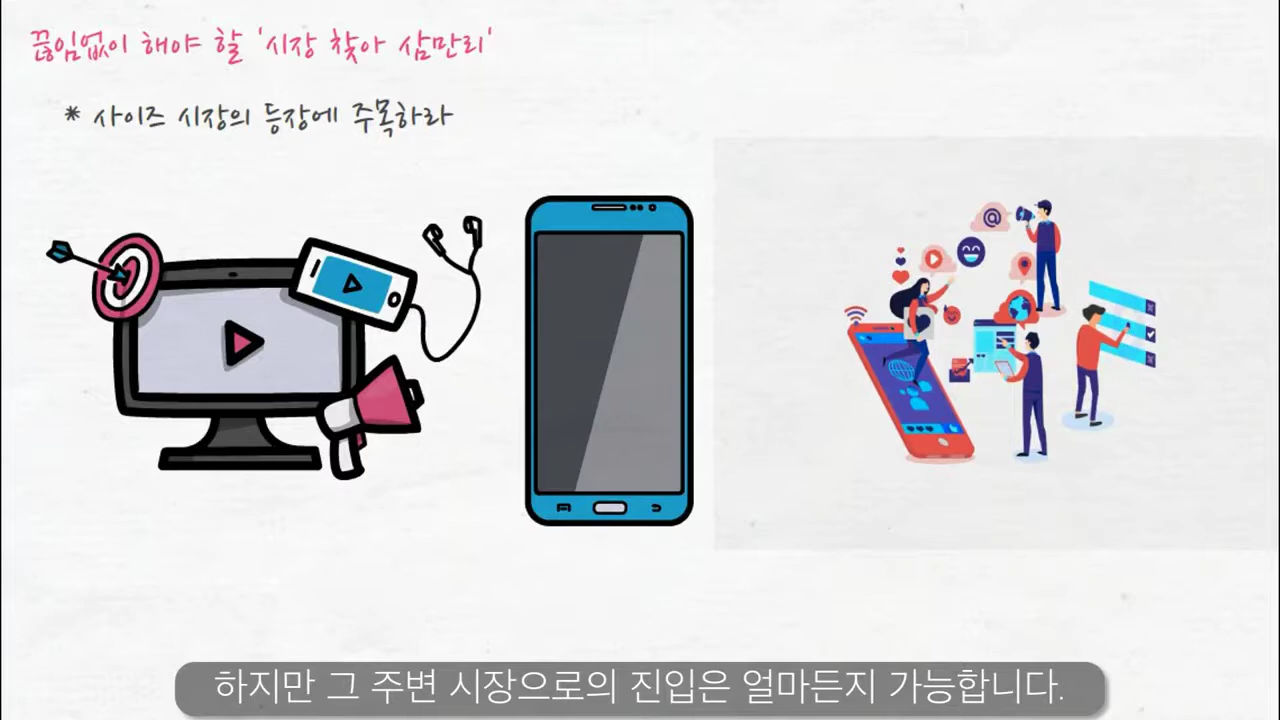 끊임없이 해야 할 '시장 찾아 삼만리'
* 사이즈 시장의 등장에 주목하라
@
하지만 그 주변 시장으로의 진입은 얼마든지 가능합니다.